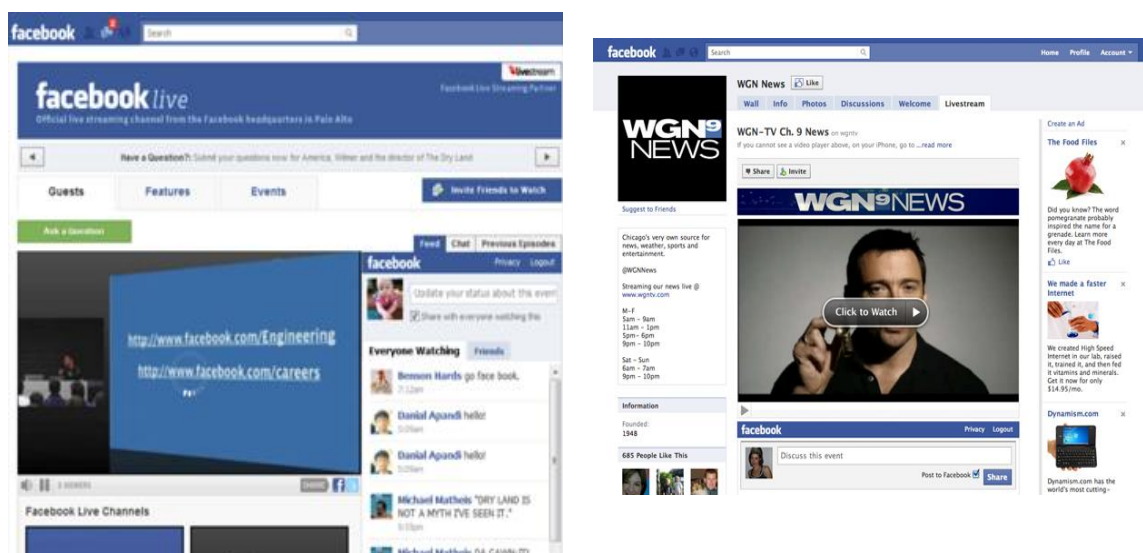 facebook
2
Search
livestream
Facebook Live Streaming Partner
facebook live
Official live streaming channel from the Facebook headquarters in Palo Alto
Have a Question?: Submit your questions now for America, Wilmer and the director of The Dry Land
Guests
Features
Events
Invite Friends to Watch
Ask a Question
Feed
Chat
Previous Episodes
facebook
Privacy
Logout
Update your status about this event
Share with everyone watching this
http://www.facebook.com/Engineering
http://www.facebook.com/careers
Everyone Watching
Friends
Bennon Hards go face book.
7:12am
Danial Apandi hello!
5:09am
Danial Apandi hello!
5:09am
Michael Matheis "DRY LAND IS
NOT A MYTH I'VE SEEN IT."
VIEWERS
SHARE
Facebook Live Channels
Michael Matheis
facebook
Search
Home
Profile
Account
WGN 9
NEWS
Suggest to Friends
Chicago's very own source for
news, weather, sports and
entertainment.
@WGNNews
Streaming our news live @
www.wgntv.com
M-F
5am - 9am
11am - 1pm
5pm- 6pm
9pm - 10pm
Sat - Sun
6am - 7am
9pm - 10pm
Information
Founded:
1948
685 People Like This
WGN News
Like
Wall
Info
Photos
Discussions
Welcome
Livestream
WGN-TV Ch. 9 News on wgntv
If you cannot see a video player above, on your iPhone, go to ...read more
Share
Invite
WGN9NEWS
Click to Watch
facebook
Privacy
Logout
Discuss this event
Post to Facebook
Share
Create an Ad
The Food Files
x
Did you know? The word
pomegranate probably
inspired the name for a
grenade. Learn more
every day at The Food
Files.
Like
We made a faster
Internet
x
We created High Speed
Internet in our lab, raised
it, trained it, and then fed
it vitamins and minerals.
Get it now for only
$14.95/mo.
Dynamism.com
x
Dynamism.com has the
world's most cutting-